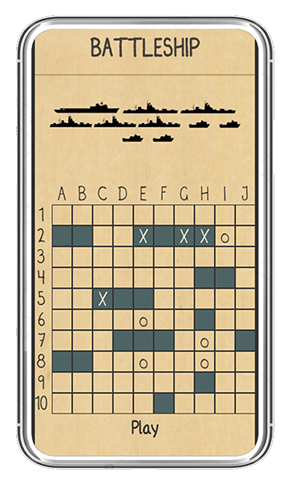 BATTLESHIP
A B C D E F G H I J
1
2 X X X O
3
4
5 X
6 O
7 O
8 O O
9
10
Play